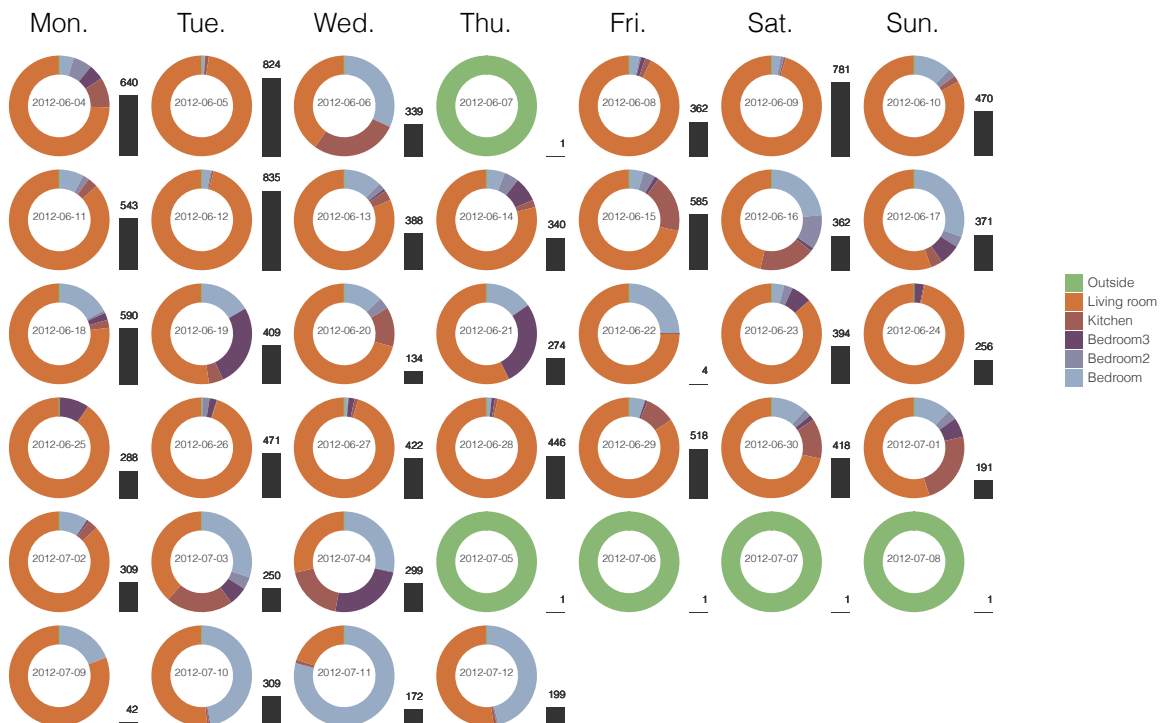 Mon. Tue. Wed. Thu. Fri. Sat. Sun.
640 824 339 1 362 781 470
2012-06-04 2012-06-05 2012-06-06 2012-06-07 2012-06-08 2012-06-09 2012-06-10
543 835 388 340 585 362 371
2012-06-11 2012-06-12 2012-06-13 2012-06-14 2012-06-15 2012-06-16 2012-06-17
590 409 134 274 4 394 256
2012-06-18 2012-06-19 2012-06-20 2012-06-21 2012-06-22 2012-06-23 2012-06-24
288 471 422 446 518 418 191
2012-06-25 2012-06-26 2012-06-27 2012-06-28 2012-06-29 2012-06-30 2012-07-01
309 250 299 1 1 1 1
2012-07-02 2012-07-03 2012-07-04 2012-07-05 2012-07-06 2012-07-07 2012-07-08
42 309 172 199
2012-07-09 2012-07-10 2012-07-11 2012-07-12
Outside
Living room
Kitchen
Bedroom3
Bedroom2
Bedroom